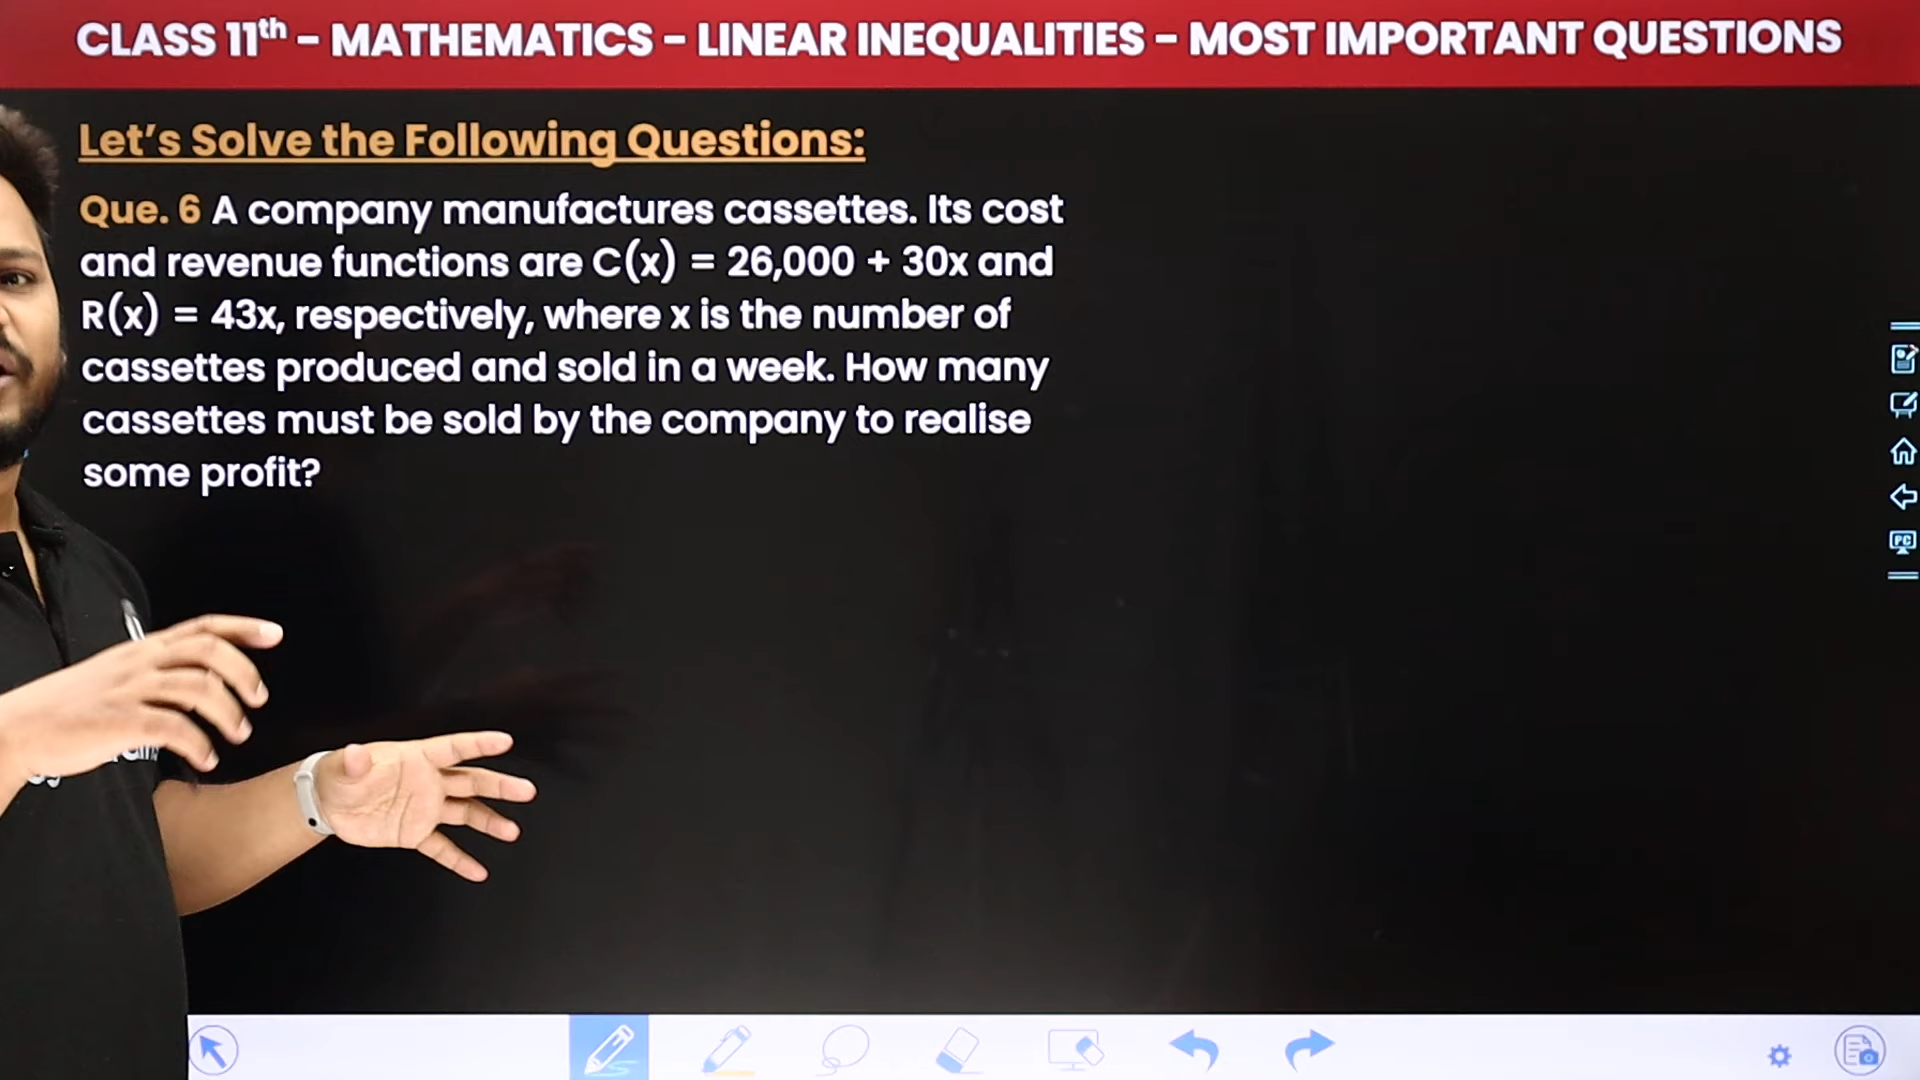 CLASS 11th - MATHEMATICS - LINEAR INEQUALITIES - MOST IMPORTANT QUESTIONS
Let's Solve the Following Questions:
Que. 6 A company manufactures cassettes. Its cost
and revenue functions are C(x) = 26,000 + 30x and
R(x) = 43x, respectively, where x is the number of
cassettes produced and sold in a week. How many
cassettes must be sold by the company to realise
some profit?
PC